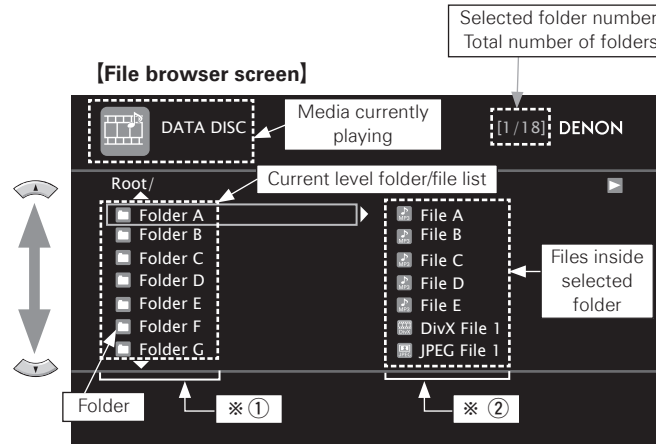 Selected folder number
Total number of folders
【File browser screen】
DATA DISC
Media currently
playing
[1/18]
DENON
Root/
Current level folder/file list
Folder A
Folder B
Folder C
Folder D
Folder E
Folder F
Folder G
File A
File B
File C
File D
File E
DivX File 1
JPEG File 1
Files inside
selected
folder
Folder
※ ①
※ ②